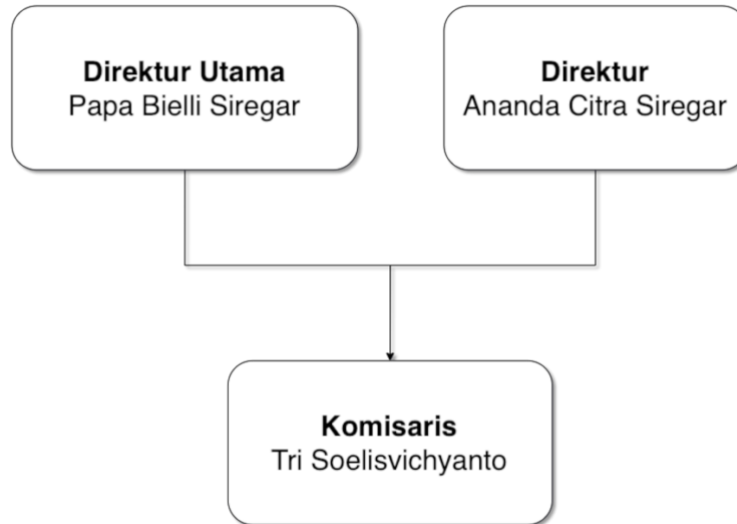 Direktur Utama
Papa Bielli Siregar
Direktur
Ananda Citra Siregar
Komisaris
Tri Soelisvichyanto